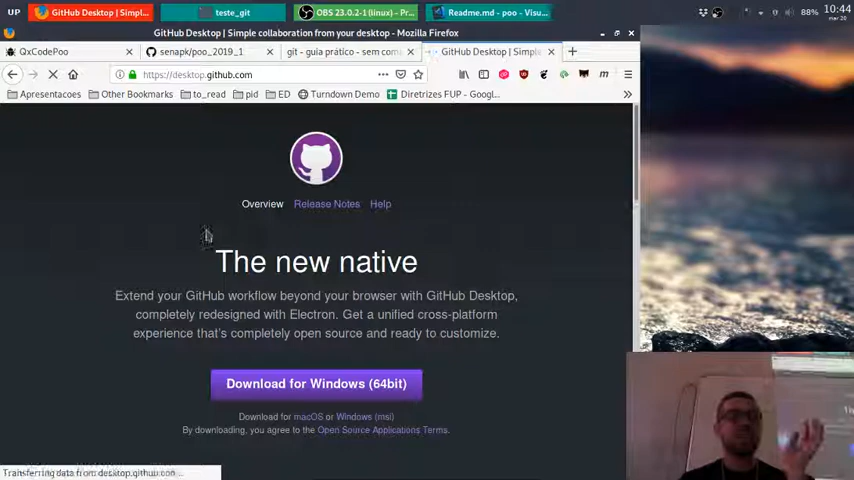 UP
GitHub Desktop | Simpl...
teste_git
OBS 23.0.2-1 (linux) - Pr...
Readme.md - poo - Visu...
88%
10:44
mar 20
GitHub Desktop | Simple collaboration from your desktop - Mozilla Firefox
QxCodePoo
senapk/poo_2019_1
git - guia prático - sem com
GitHub Desktop | Simple
https://desktop.github.com
Apresentacoes
Other Bookmarks
to_read
pid
ED
Turndown Demo
Diretrizes FUP - Googl...
Overview
Release Notes
Help
The new native
Extend your GitHub workflow beyond your browser with GitHub Desktop,
completely redesigned with Electron. Get a unified cross-platform
experience that's completely open source and ready to customize.
Download for Windows (64bit)
Download for macOS or Windows (msi)
By downloading, you agree to the Open Source Applications Terms.
Transferring data from desktop.github.com...